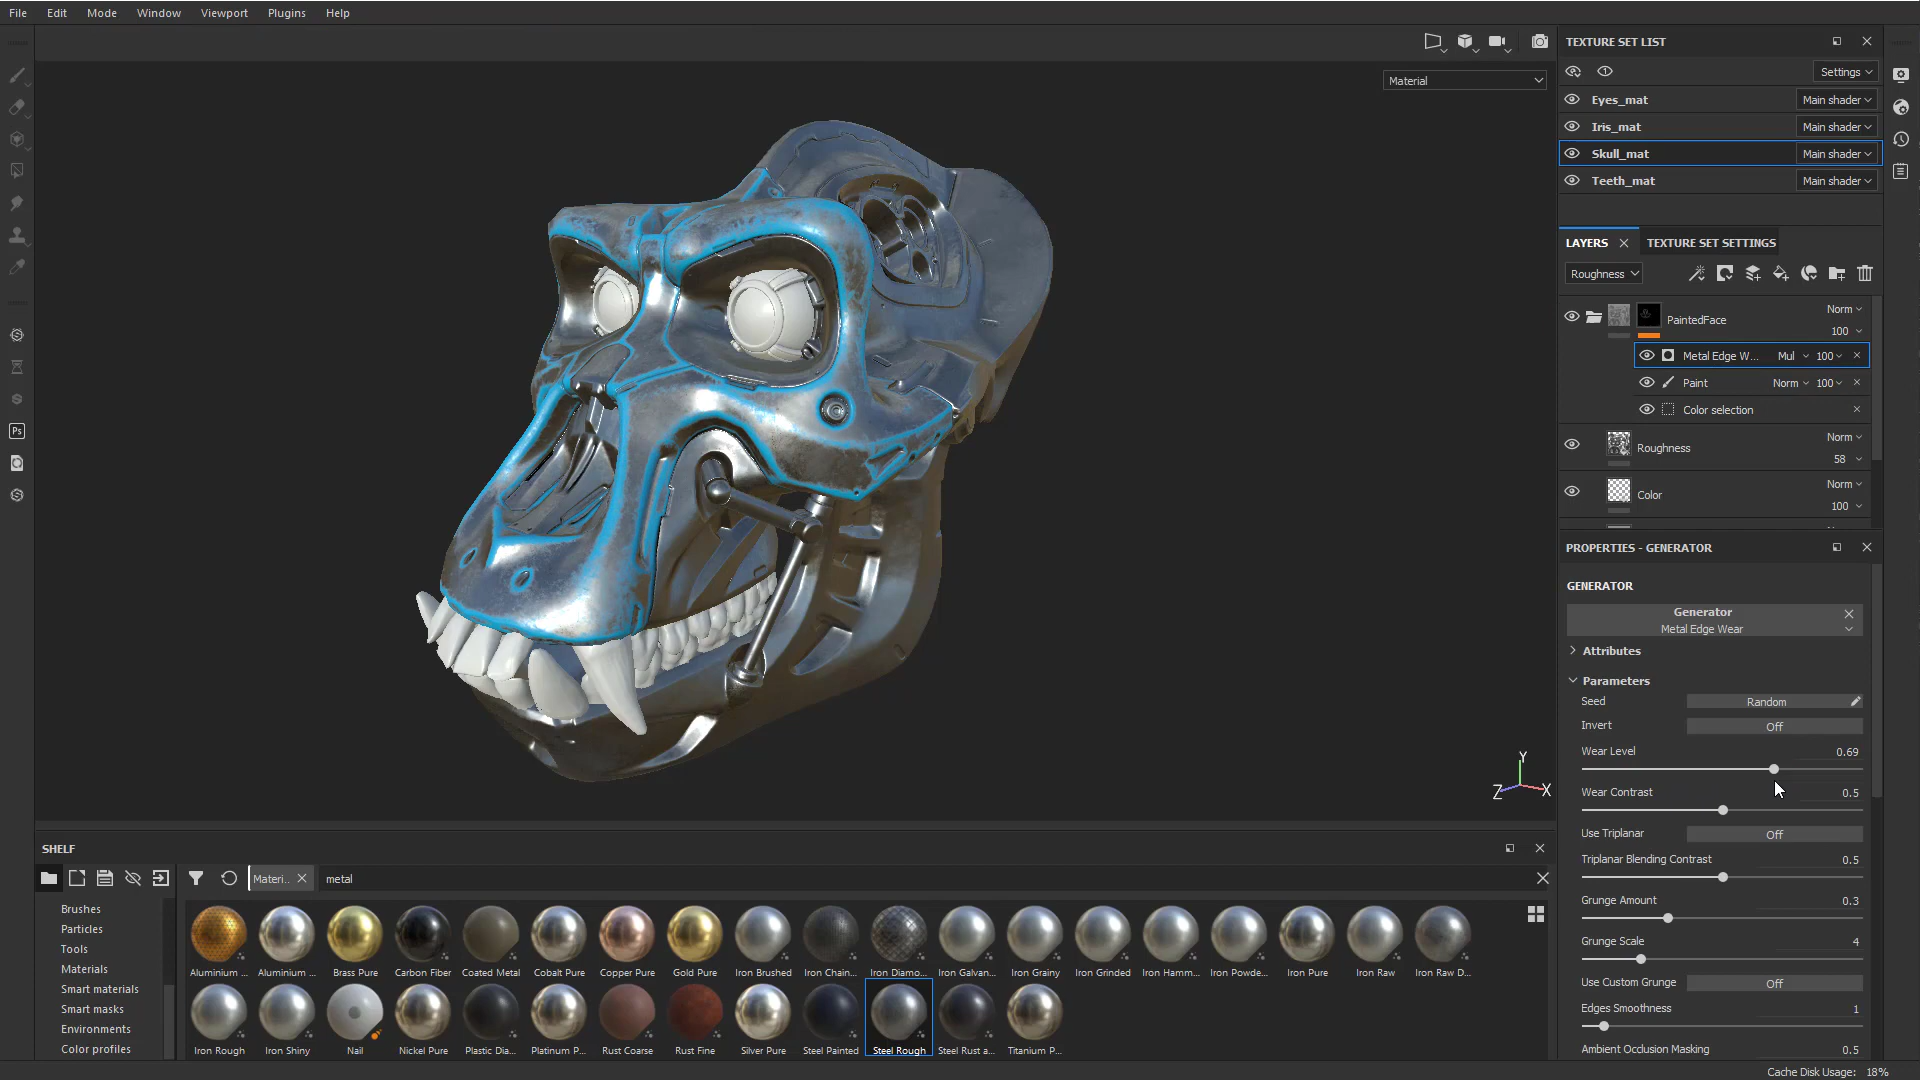 File Edit Mode Window Viewport Plugins Help
Material
TEXTURE SET LIST
Settings
Eyes_mat Main shader
Iris_mat Main shader
Skull_mat Main shader
Teeth_mat Main shader
LAYERS TEXTURE SET SETTINGS
Roughness
Norm
PaintedFace
100
Metal Edge W... Mul 100
Paint Norm 100
Color selection
Norm
Roughness
58
Norm
Color
100
PROPERTIES - GENERATOR
GENERATOR
Generator
Metal Edge Wear
Attributes
Parameters
Seed Random
Invert Off
Wear Level 0.69
Wear Contrast 0.5
Use Triplanar Off
Triplanar Blending Contrast 0.5
Grunge Amount 0.3
Grunge Scale 4
Use Custom Grunge Off
Edges Smoothness 1
Ambient Occlusion Masking 0.5
Ps
Y
Z X
SHELF
Materi.. metal
Brushes
Particles
Tools
Materials
Smart materials
Smart masks
Environments
Color profiles
Aluminium ... Aluminium ... Brass Pure Carbon Fiber Coated Metal Cobalt Pure Copper Pure Gold Pure Iron Brushed Iron Chain... Iron Diamo... Iron Galvan... Iron Grainy Iron Grinded Iron Hamm... Iron Powde... Iron Pure Iron Raw Iron Raw D...
Iron Rough Iron Shiny Nail Nickel Pure Plastic Dia... Platinum P... Rust Coarse Rust Fine Silver Pure Steel Painted Steel Rough Steel Rust a... Titanium P...
Cache Disk Usage: 18%